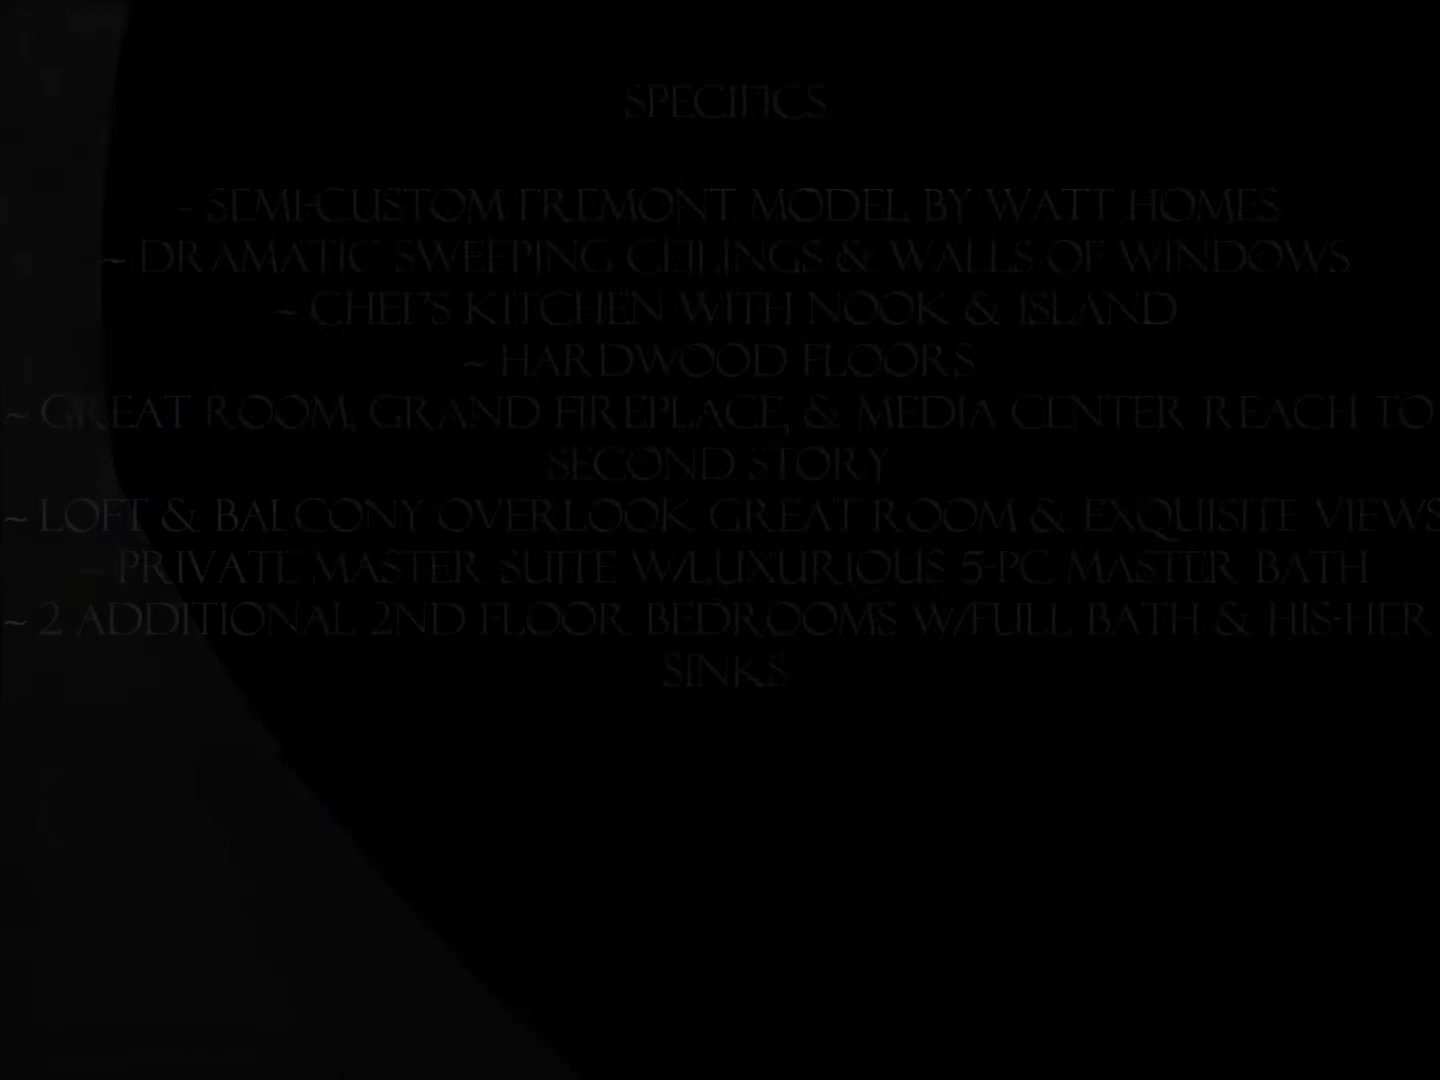 SPECIFICS
~ SEMI-CUSTOM FREMONT MODEL BY WATT HOMES
~ DRAMATIC SWEEPING CEILINGS & WALLS OF WINDOWS
~ CHEF'S KITCHEN WITH NOOK & ISLAND
~ HARDWOOD FLOORS
~ GREAT ROOM, GRAND FIREPLACE, & MEDIA CENTER REACH TO
SECOND STORY
~ LOFT & BALCONY OVERLOOK GREAT ROOM & EXQUISITE VIEWS
~ PRIVATE MASTER SUITE W/LUXURIOUS 5-PC MASTER BATH
~ 2 ADDITIONAL 2ND FLOOR BEDROOMS W/FULL BATH & HIS-HER
SINKS